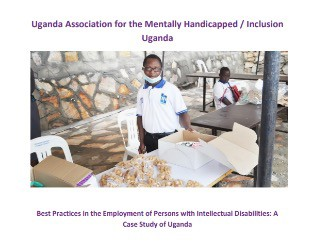 Uganda Association for the Mentally Handicapped / Inclusion
Uganda
Best Practices in the Employment of Persons with Intellectual Disabilities: A
Case Study of Uganda